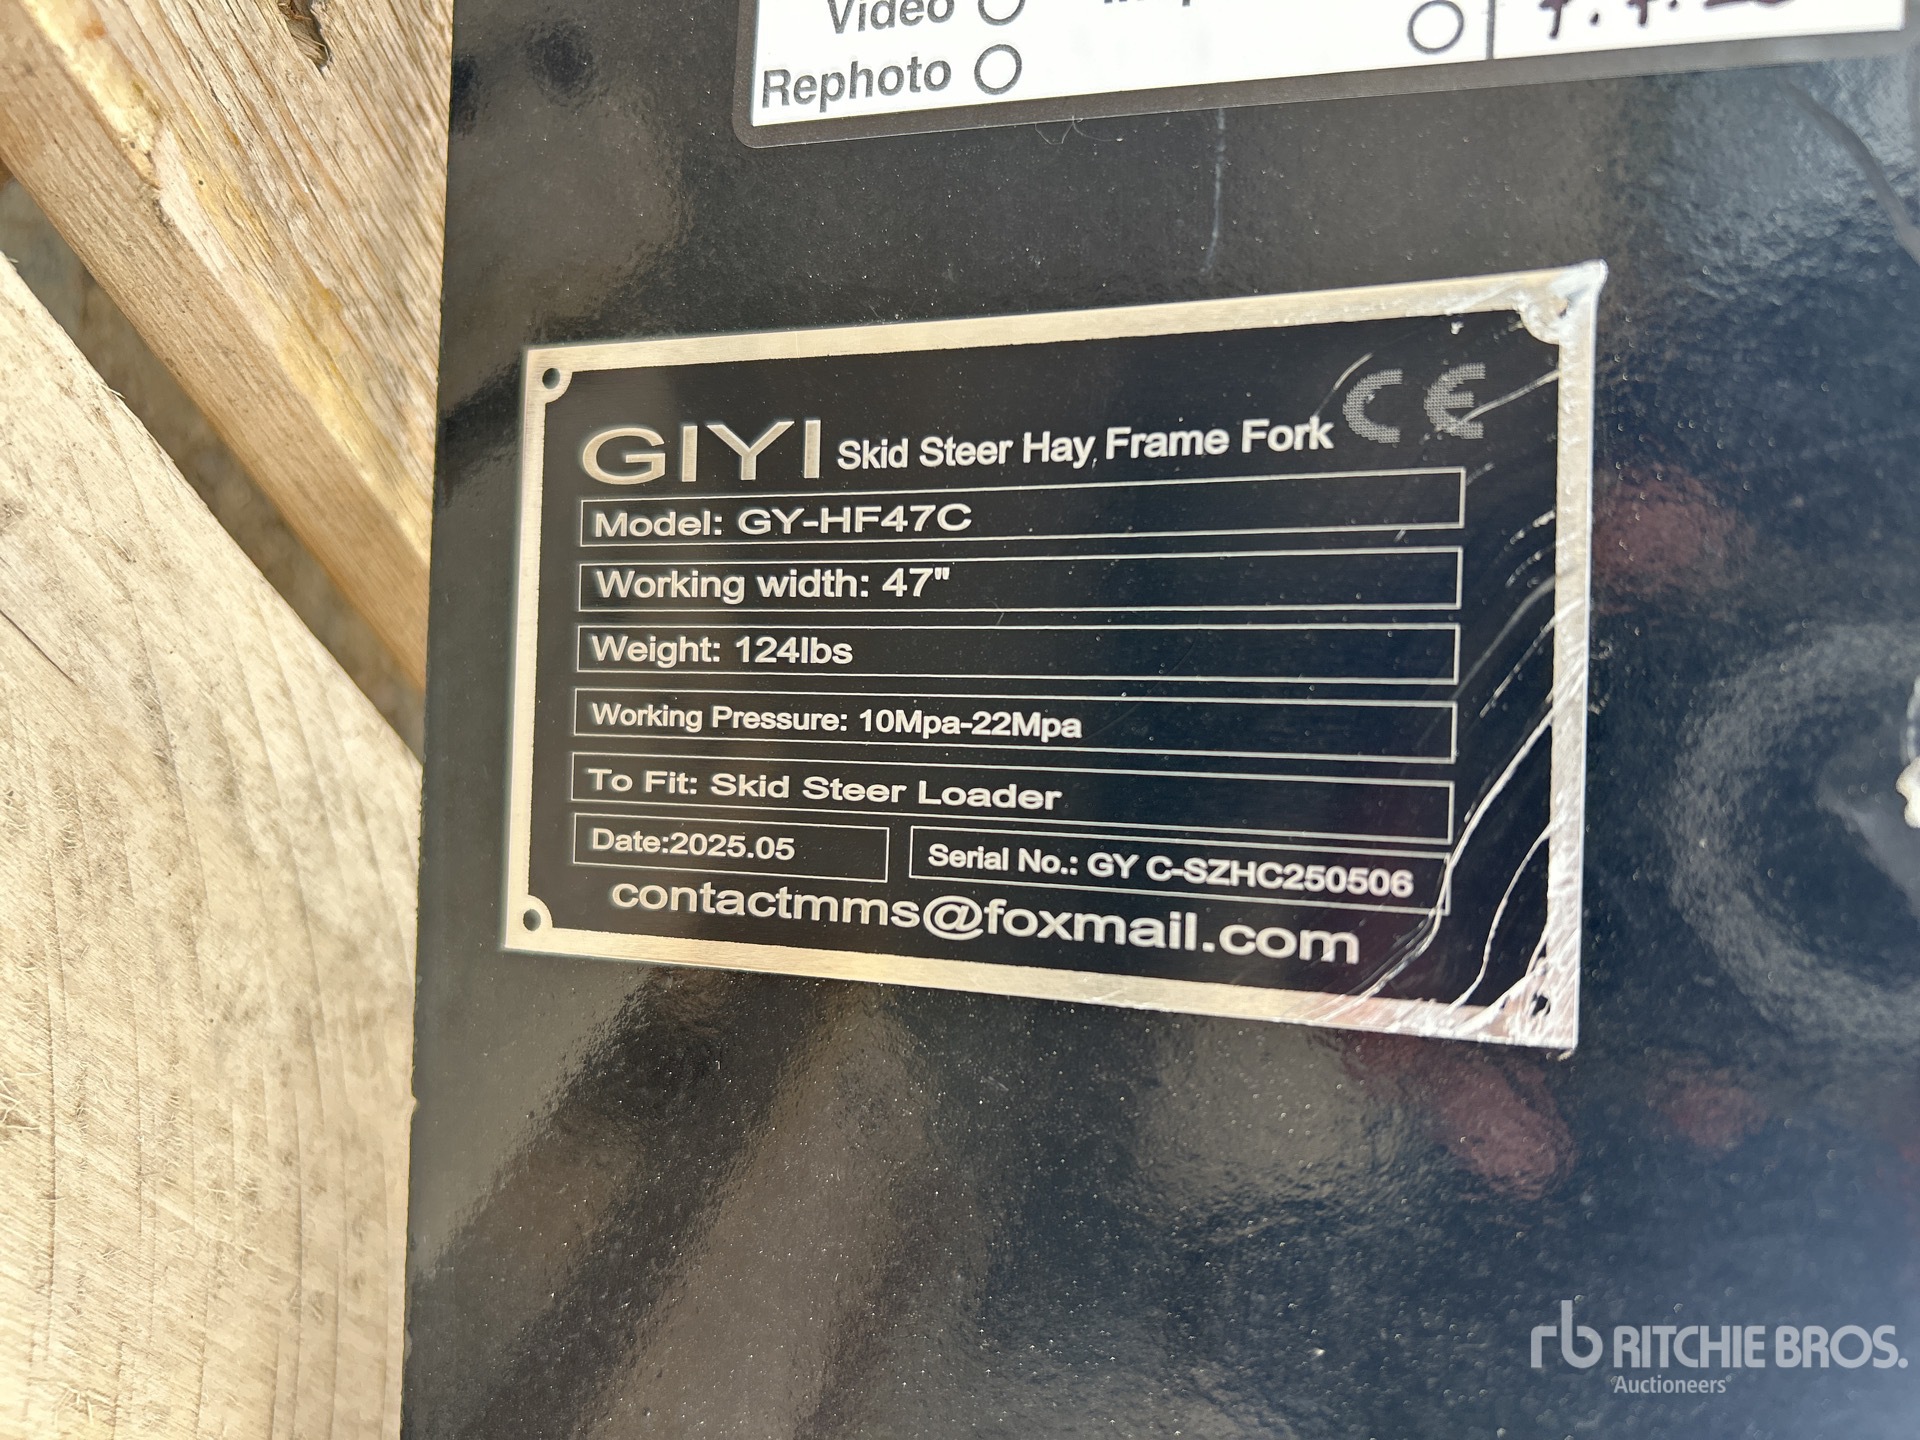 Video
Rephoto
GIYI Skid Steer Hay Frame Fork CE
Model: GY-HF47C
Working width: 47"
Weight: 124lbs
Working Pressure: 10Mpa-22Mpa
To Fit: Skid Steer Loader
Date:2025.05
Serial No.: GY C-SZHC250506
contactmms@foxmail.com
rb RITCHIE BROS.
Auctioneers